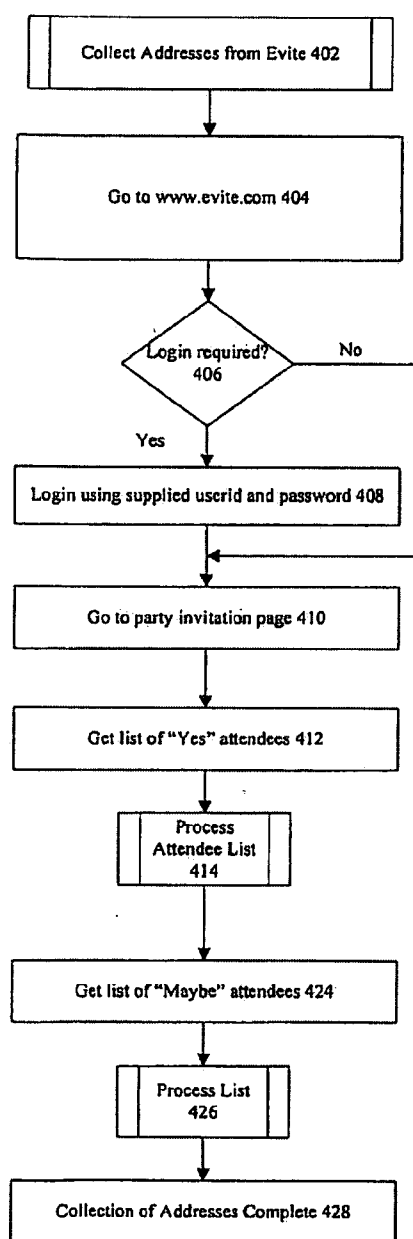 Collect Addresses from Evite 402
Go to www.evite.com 404
Login required?
406
No
Yes
Login using supplied userid and password 408
Go to party invitation page 410
Get list of "Yes" attendees 412
Process
Attendee List
414
Get list of "Maybe" attendees 424
Process List
426
Collection of Addresses Complete 428